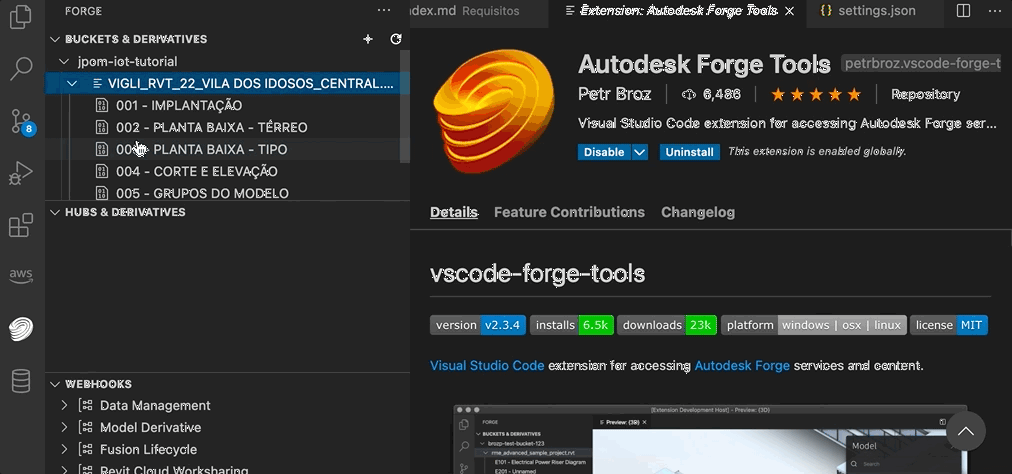 FORGE
BUCKETS & DERIVATIVES
jpom-iot-tutorial
VIGLI_RVT_22_VILA DOS IDOSOS_CENTRAL....
001 - IMPLANTAÇÃO
002 - PLANTA BAIXA - TÉRREO
PLANTA BAIXA - TIPO
004 - CORTE E ELEVAÇÃO
005 - GRUPOS DO MODELO
HUBS & DERIVATIVES
WEBHOOKS
Data Management
Model Derivative
Fusion Lifecycle
Revit Cloud Worksharing
8
aws
ndex.md Requisitos
Extension: Autodesk Forge Tools
{} settings.json
Autodesk Forge Tools petrbroz.vscode-forge-t
Petr Broz | 6,486 | ★★★★★ | Repository
Visual Studio Code extension for accessing Autodesk Forge ser...
Disable Uninstall This extension is enabled globally.
Details Feature Contributions Changelog
vscode-forge-tools
version v2.3.4 installs 6.5k downloads 23k platform windows | osx | linux license MIT
Visual Studio Code extension for accessing Autodesk Forge services and content.
[Extension Development Host] - Preview: (3D)
FORGE
Preview: (3D)
BUCKETS & DERIVATIVES
brozp-test-bucket-123
rme_advanced_sample_project.rvt
E101 - Electrical Power Riser Diagram
E201 - Unnamed
Model
Search